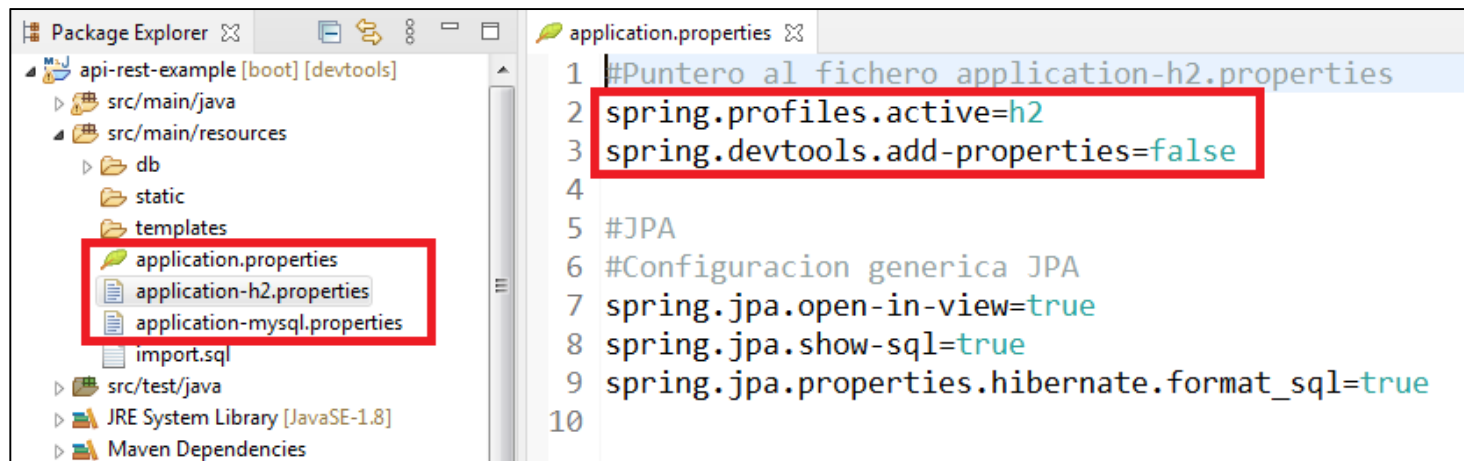 Package Explorer
api-rest-example [boot] [devtools]
src/main/java
src/main/resources
db
static
templates
application.properties
application-h2.properties
application-mysql.properties
import.sql
src/test/java
JRE System Library [JavaSE-1.8]
Maven Dependencies
application.properties
1 #Puntero al fichero application-h2.properties
2 spring.profiles.active=h2
3 spring.devtools.add-properties=false
4
5 #JPA
6 #Configuracion generica JPA
7 spring.jpa.open-in-view=true
8 spring.jpa.show-sql=true
9 spring.jpa.properties.hibernate.format_sql=true
10